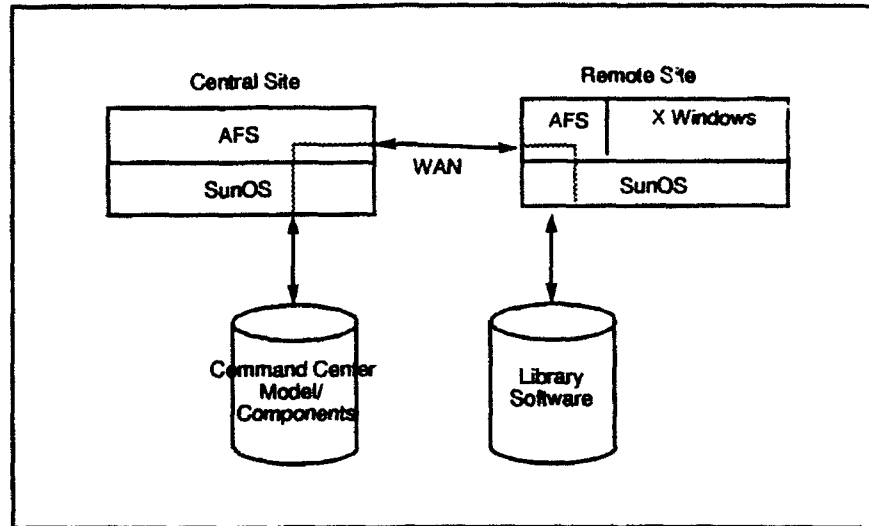 Central Site
AFS
SunOS
WAN
Remote Site
AFS
X Windows
SunOS
Command Center
Model/
Components
Library
Software